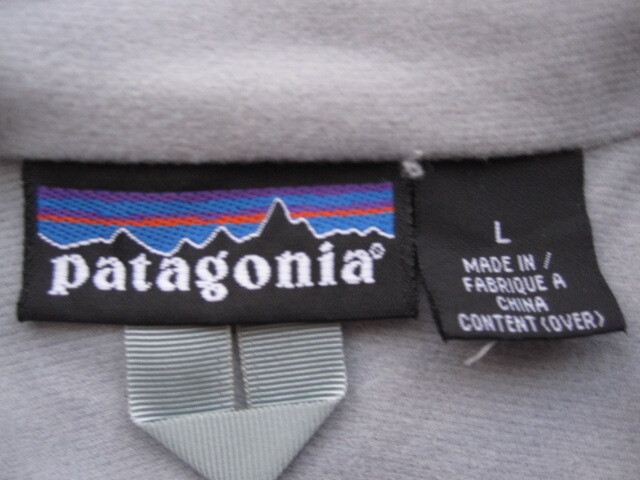 patagonia®
L
MADE IN /
FABRIQUE A
CHINA
CONTENT (OVER)